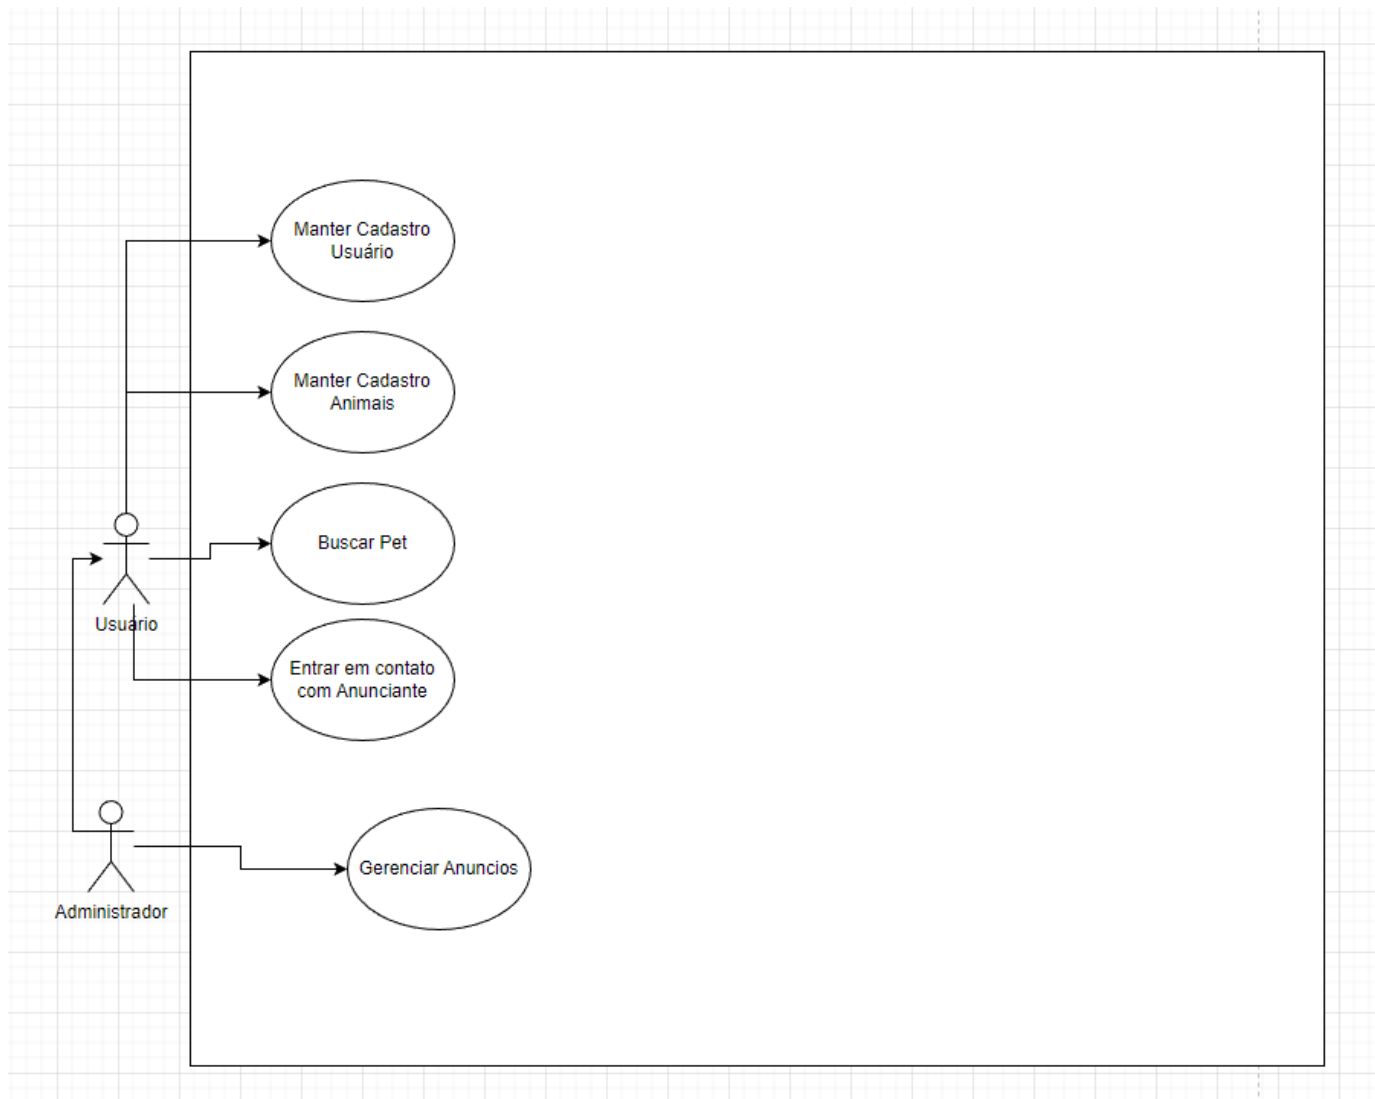 Manter Cadastro
Usuário
Manter Cadastro
Animais
Buscar Pet
Usuário
Entrar em contato
com Anunciante
Gerenciar Anuncios
Administrador